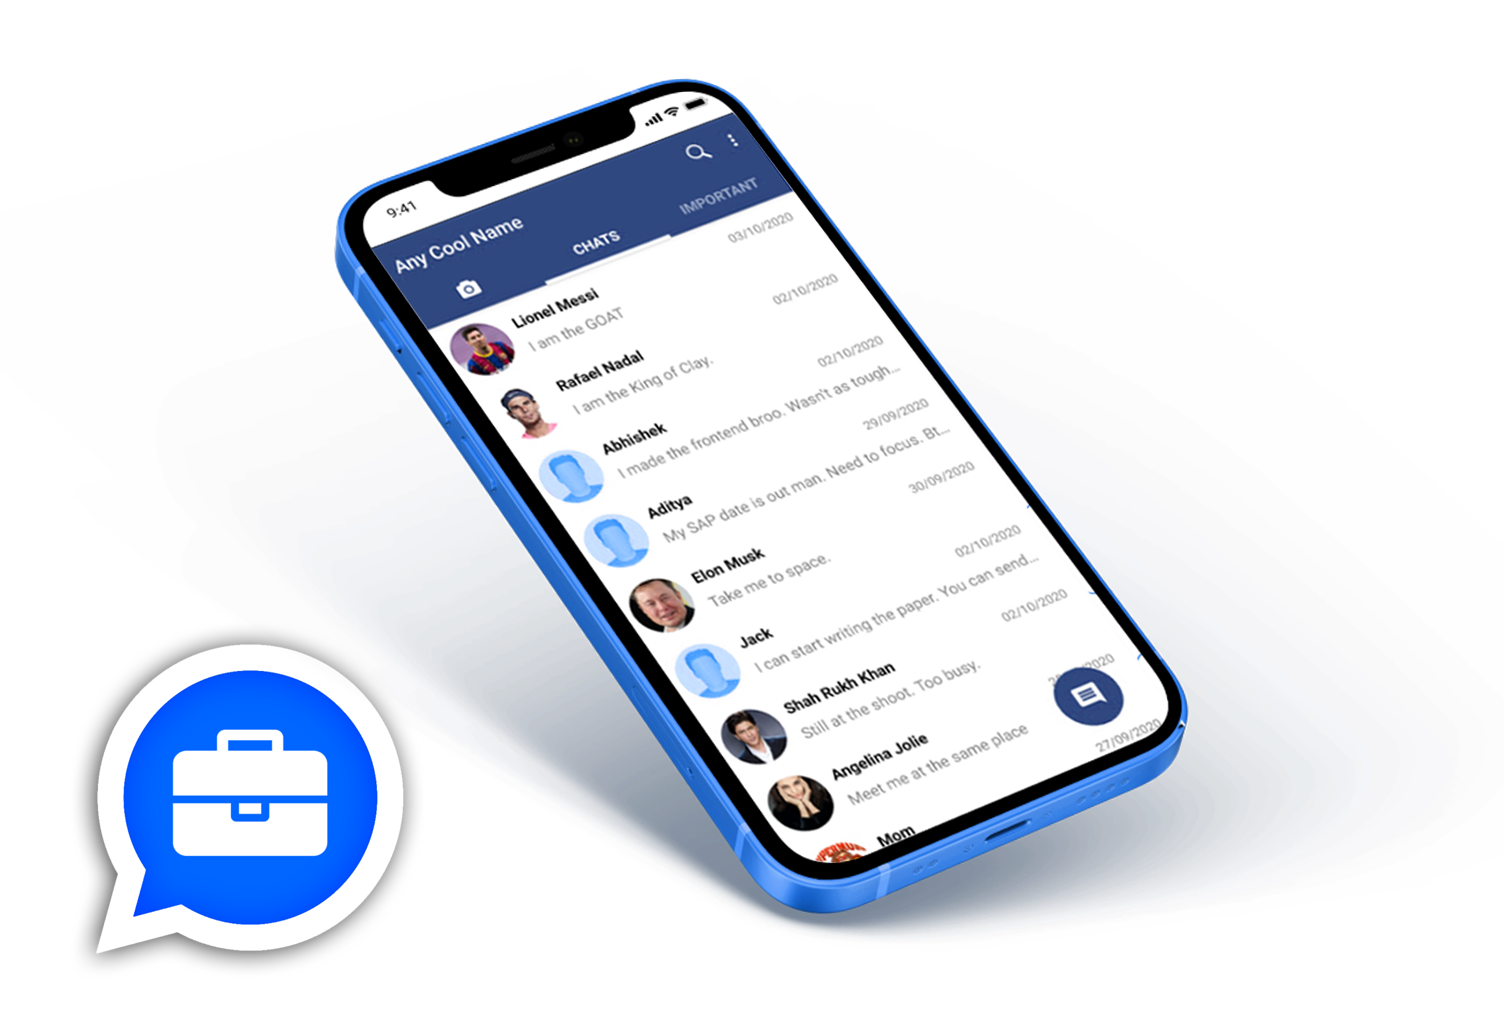 9:41
Any Cool Name
CHATS
IMPORTANT
Lionel Messi
03/10/2020
I am the GOAT
Rafael Nadal
02/10/2020
I am the King of Clay.
Abhishek
02/10/2020
I made the frontend broo. Wasn't as tough...
Aditya
29/09/2020
My SAP date is out man. Need to focus. Bt...
Elon Musk
30/09/2020
Take me to space.
Jack
02/10/2020
I can start writing the paper. You can send...
Shah Rukh Khan
02/10/2020
Still at the shoot. Too busy.
Angelina Jolie
Meet me at the same place
Mom
27/09/2020